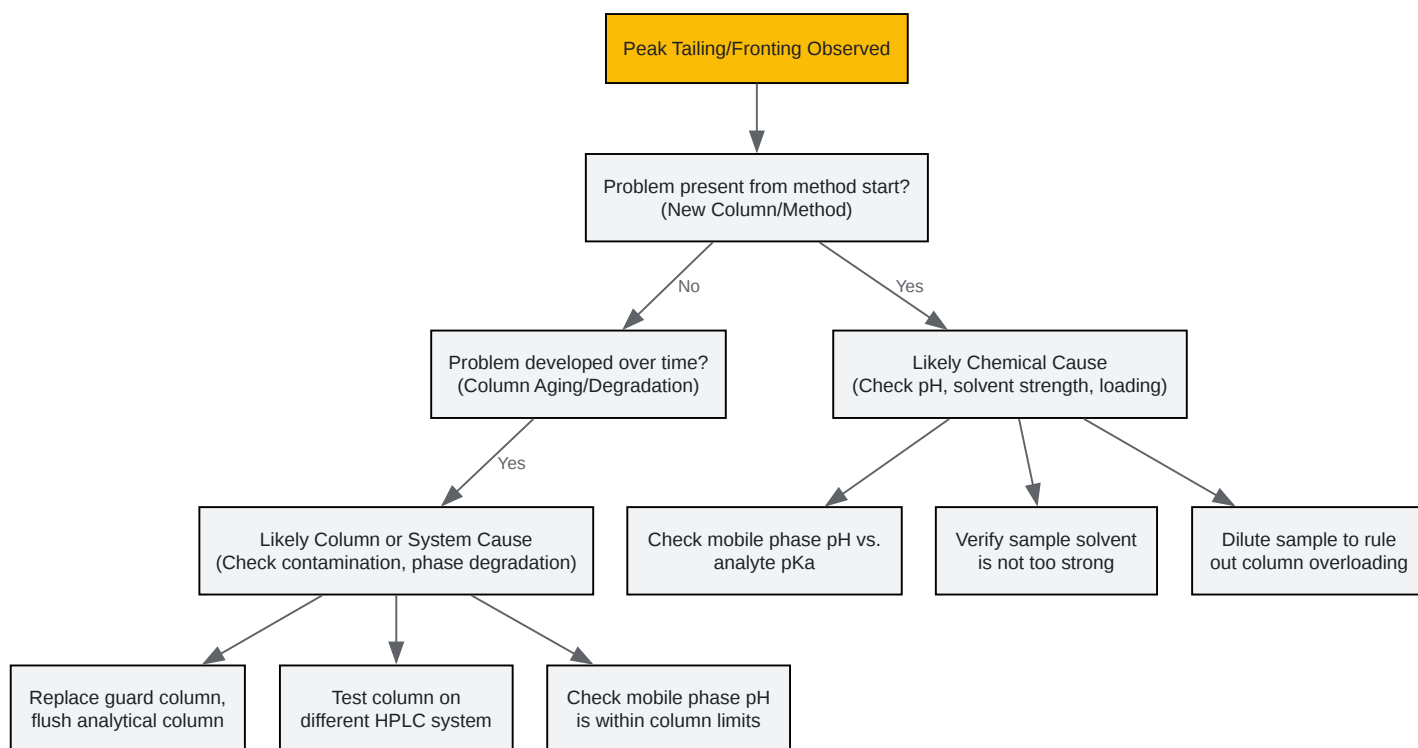 Peak Tailing/Fronting Observed
Problem present from method start?
(New Column/Method)
No
Yes
Problem developed over time?
(Column Aging/Degradation)
Likely Chemical Cause
(Check pH, solvent strength, loading)
Yes
Likely Column or System Cause
(Check contamination, phase degradation)
Check mobile phase pH vs.
analyte pKa
Verify sample solvent
is not too strong
Dilute sample to rule
out column overloading
Replace guard column,
flush analytical column
Test column on
different HPLC system
Check mobile phase pH
is within column limits